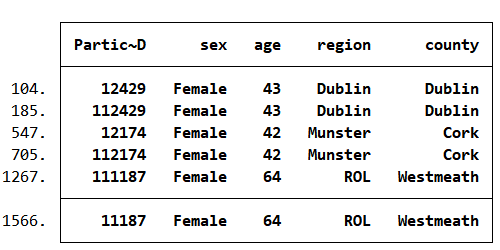 Partic~D sex age region county
104. 12429 Female 43 Dublin Dublin
185. 112429 Female 43 Dublin Dublin
547. 12174 Female 42 Munster Cork
705. 112174 Female 42 Munster Cork
1267. 111187 Female 64 ROL Westmeath
1566. 11187 Female 64 ROL Westmeath